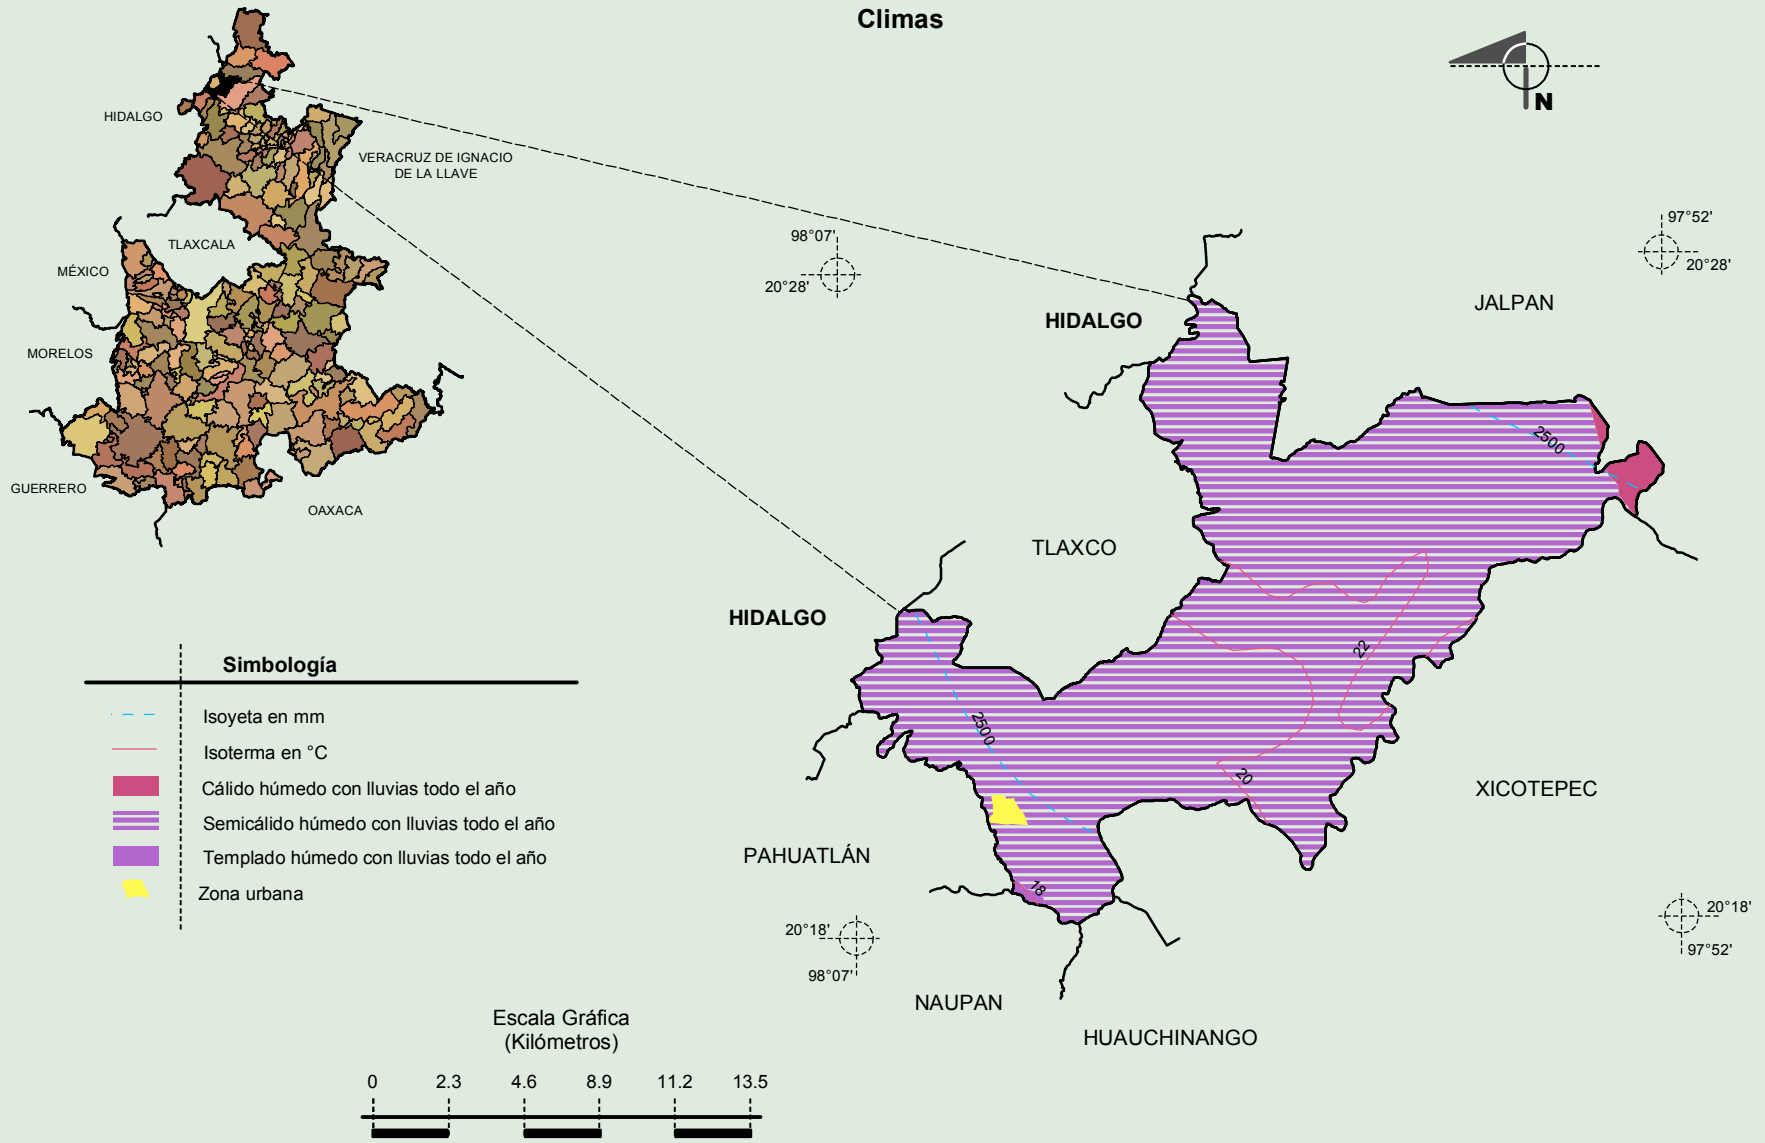 Climas
N
HIDALGO
VERACRUZ DE IGNACIO
DE LA LLAVE
TLAXCALA
MÉXICO
MORELOS
GUERRERO
OAXACA
98°07'
20°28'
97°52'
20°28'
HIDALGO
JALPAN
2500
TLAXCO
HIDALGO
22
2500
20
XICOTEPEC
PAHUATLÁN
18
20°18'
98°07'
20°18'
97°52'
NAUPAN
HUAUCHINANGO
Simbología
Isoyeta en mm
Isoterma en °C
Cálido húmedo con lluvias todo el año
Semicálido húmedo con lluvias todo el año
Templado húmedo con lluvias todo el año
Zona urbana
Escala Gráfica
(Kilómetros)
0 2.3 4.6 8.9 11.2 13.5